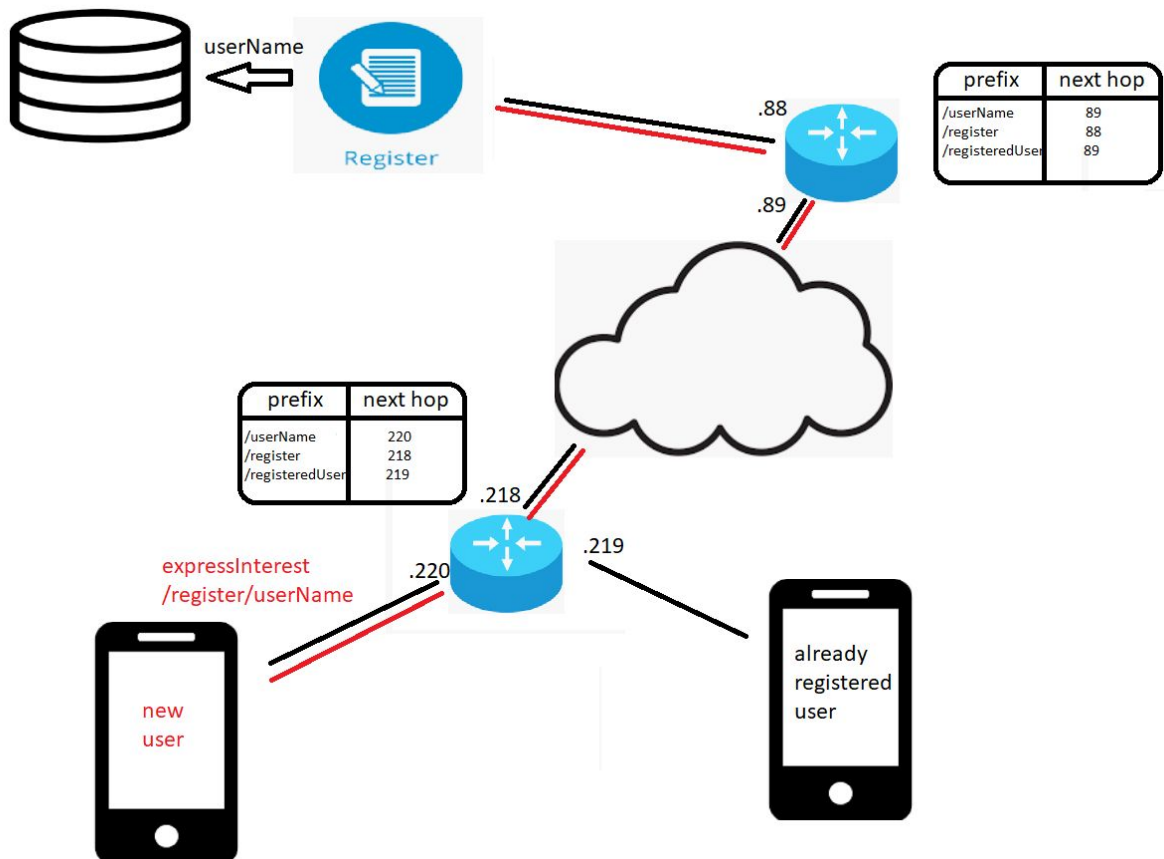 userName
Register
.88
prefix next hop
/userName 89
/register 88
/registeredUser 89
.89
prefix next hop
/userName 220
/register 218
/registeredUser 219
.218
.219
.220
expressInterest
/register/userName
new
user
already
registered
user